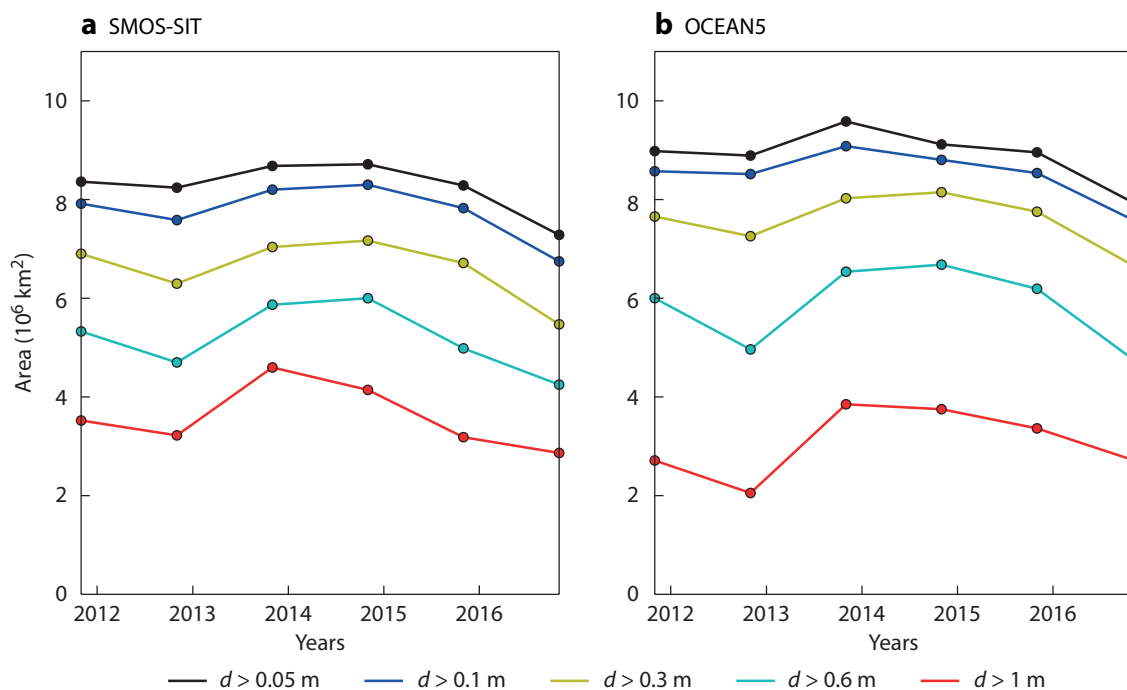 a SMOS-SIT
b OCEAN5
Area (10⁶ km²)
10
8
6
4
2
0
2012 2013 2014 2015 2016
Years
10
8
6
4
2
0
2012 2013 2014 2015 2016
Years
d > 0.05 m
d > 0.1 m
d > 0.3 m
d > 0.6 m
d > 1 m